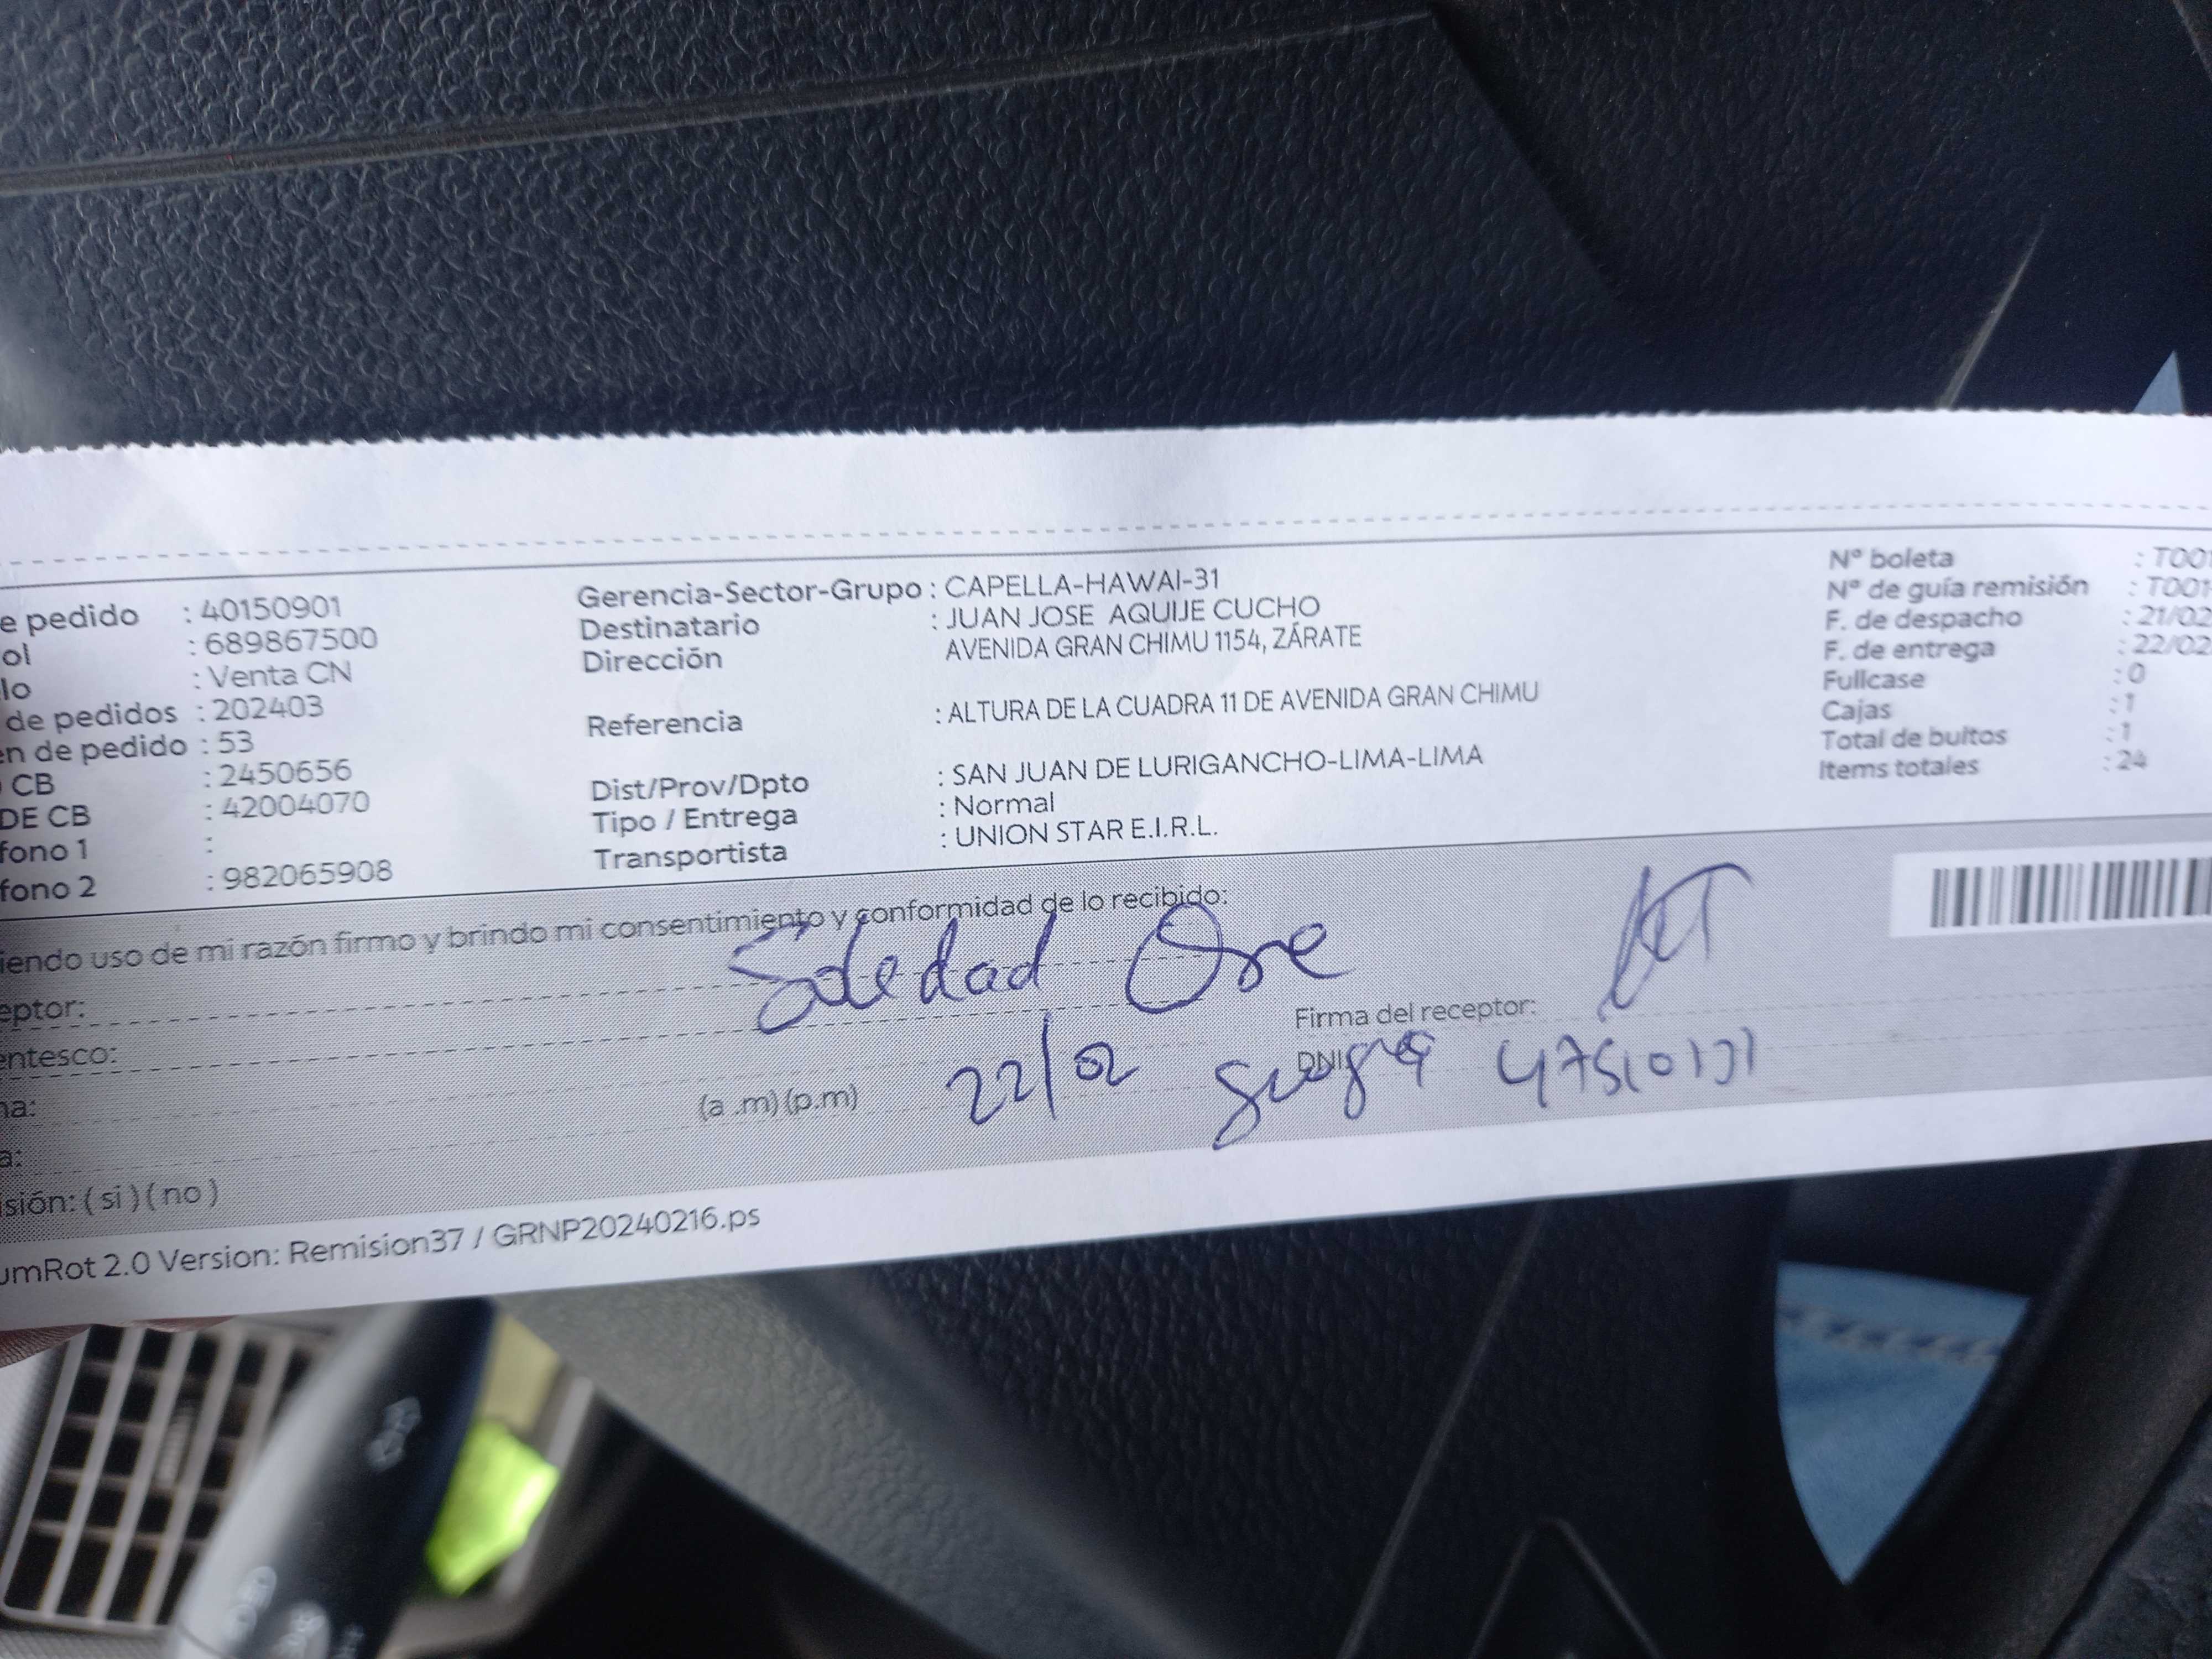 e pedido : 40150901
ol : 689867500
lo : Venta CN
de pedidos : 202403
en de pedido : 53
CB : 2450656
DE CB : 42004070
fono 1 :
fono 2 : 982065908
Gerencia-Sector-Grupo : CAPELLA-HAWAI-31
Destinatario : JUAN JOSE AQUIJE CUCHO
Dirección AVENIDA GRAN CHIMU 1154, ZÁRATE
Referencia : ALTURA DE LA CUADRA 11 DE AVENIDA GRAN CHIMU
Dist/Prov/Dpto : SAN JUAN DE LURIGANCHO-LIMA-LIMA
Tipo / Entrega : Normal
Transportista : UNION STAR E.I.R.L.
Nº boleta : T001
Nº de guía remisión : T001
F. de despacho : 21/02
F. de entrega : 22/02
Fullcase : 0
Cajas : 1
Total de bultos : 1
Items totales : 24
iendo uso de mi razón firmo y brindo mi consentimiento y conformidad de lo recibido:
eptor: Soledad Ore
Firma del receptor:
entesco:
DNI
na: (a .m) (p.m) 22/02
a:
sión: ( si ) ( no )
umRot 2.0 Version: Remision37 / GRNP20240216.ps